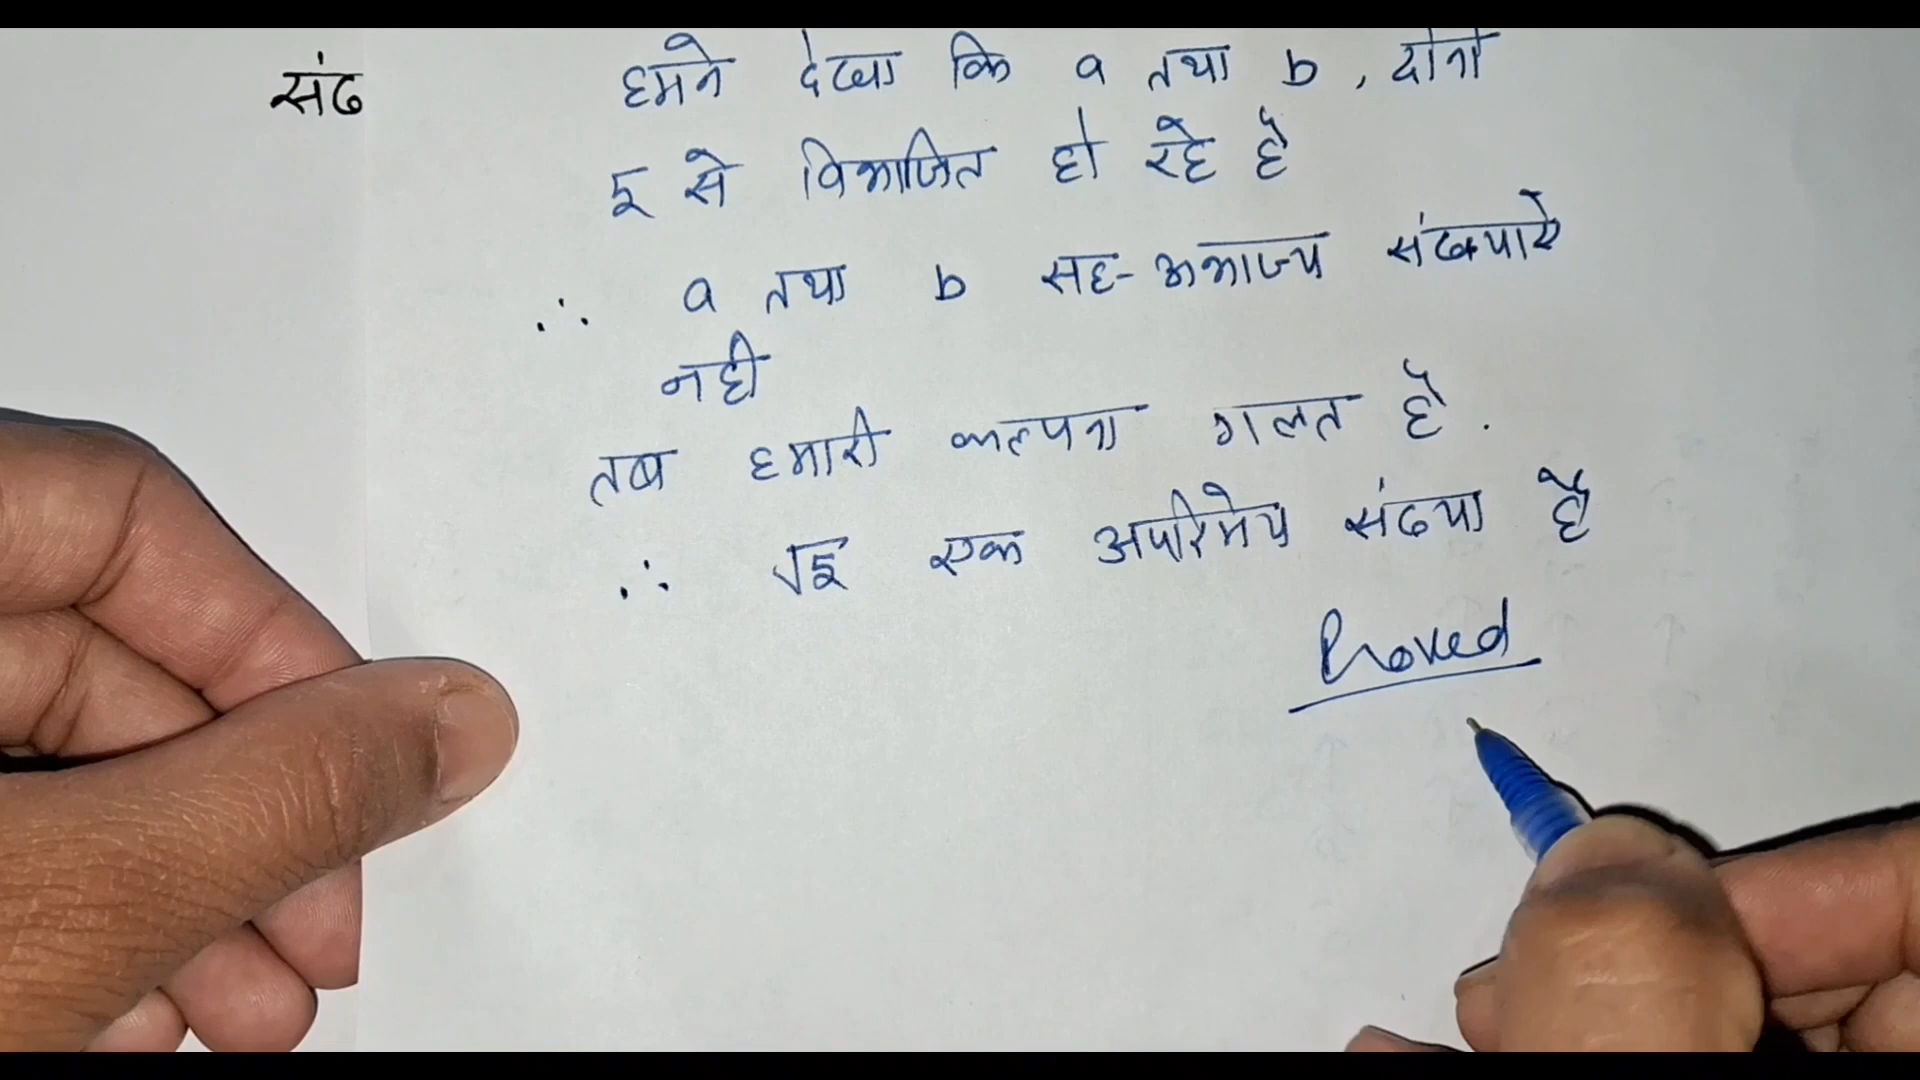 संख
हमने देखा कि a तथा b, दोनो
5 से विभाजित हो रहे है
∴ a तथा b सह-अभाज्य संख्याये
नही
तब हमारी कल्पना गलत है.
∴ √5 एक अपरिमेय संख्या है
Proved